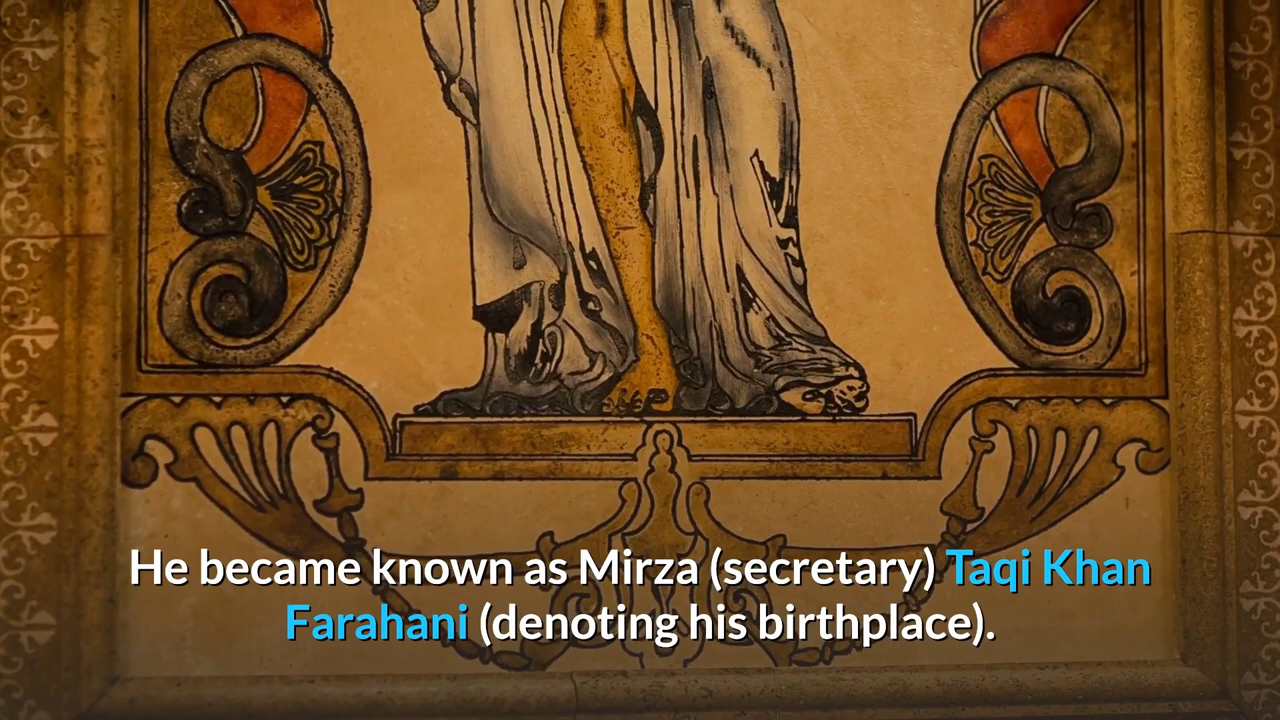 He became known as Mirza (secretary) Taqi Khan
Farahani (denoting his birthplace).